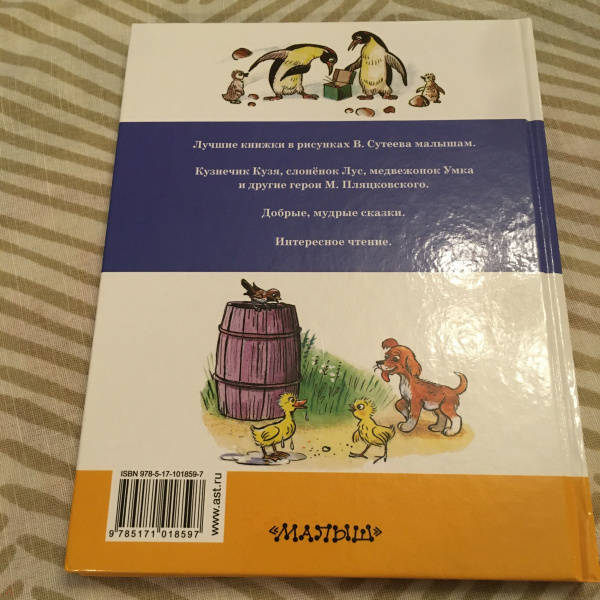 Лучшие книжки в рисунках В. Сутеева малышам.
Кузнечик Кузя, слонёнок Лус, медвежонок Умка
и другие герои М. Пляцковского.
Добрые, мудрые сказки.
Интересное чтение.
ISBN 978-5-17-101859-7
9 785171 018597
www.ast.ru
«МАЛЫШ»